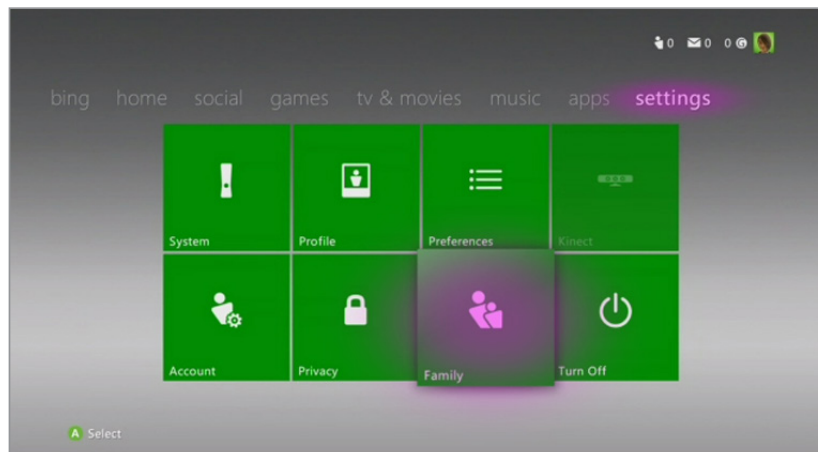 0 0 0 G
bing home social games tv & movies music apps settings
System Profile Preferences Kinect
Account Privacy Family Turn Off
A Select